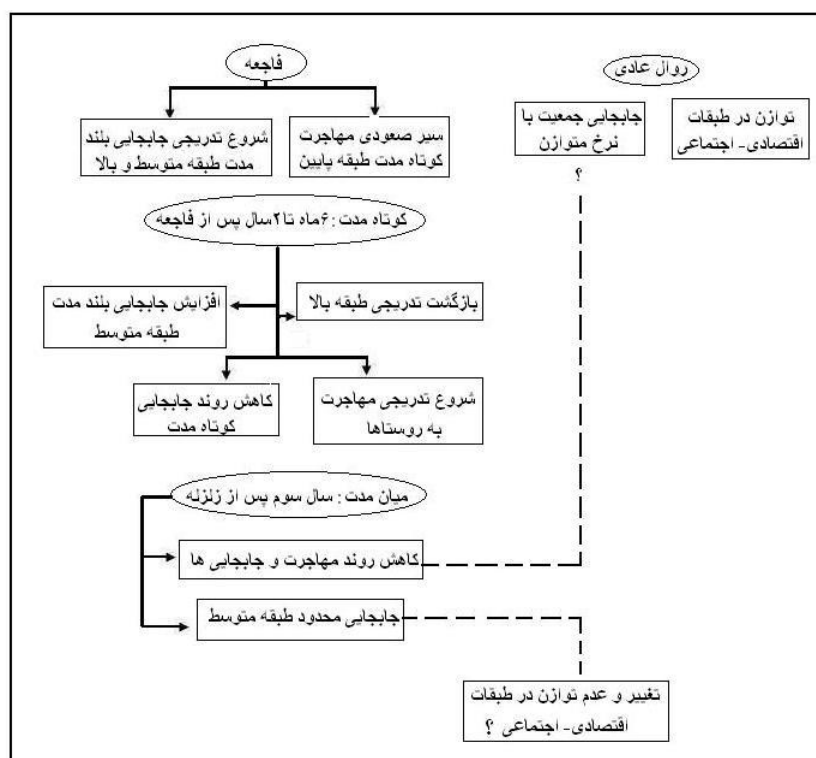 فاجعه
روال عادی
شروع تدریجی جابجایی بلند
مدت طبقه متوسط و بالا
سیر صعودی مهاجرت
کوتاه مدت طبقه پایین
جابجایی جمعیت با
نرخ متوازن
؟
توازن در طبقات
اقتصادی- اجتماعی
کوتاه مدت : ۶ماه تا۲سال پس از فاجعه
افزایش جابجایی بلند مدت
طبقه متوسط
بازگشت تدریجی طبقه بالا
کاهش روند جابجایی
کوتاه مدت
شروع تدریجی مهاجرت
به روستاها
میان مدت : سال سوم پس از زلزله
کاهش روند مهاجرت و جابجایی ها
جابجایی محدود طبقه متوسط
تغییر و عدم توازن در طبقات
اقتصادی- اجتماعی ؟